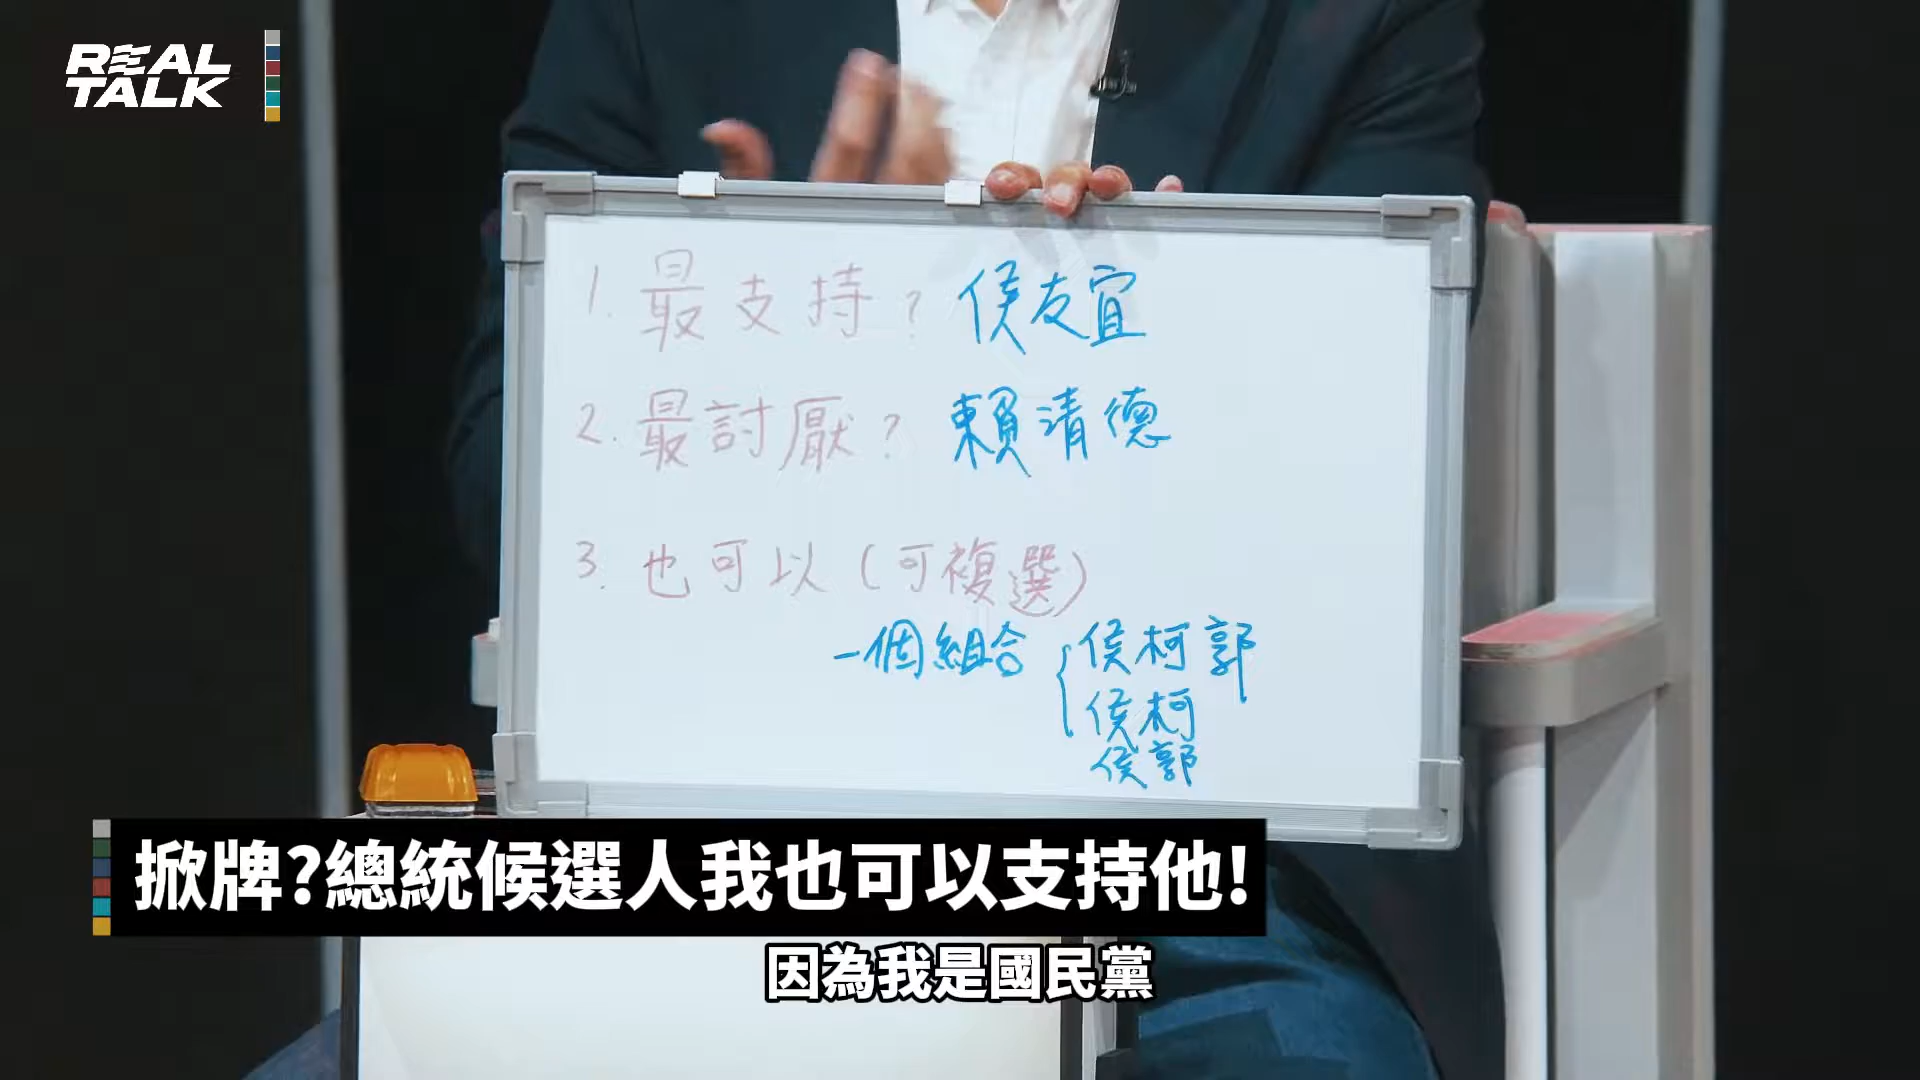 REAL
TALK
1. 最支持? 侯友宜
2. 最討厭? 賴清德
3. 也可以(可複選)
一個組合 { 侯柯郭
侯柯
侯郭
掀牌?總統候選人我也可以支持他!
因為我是國民黨